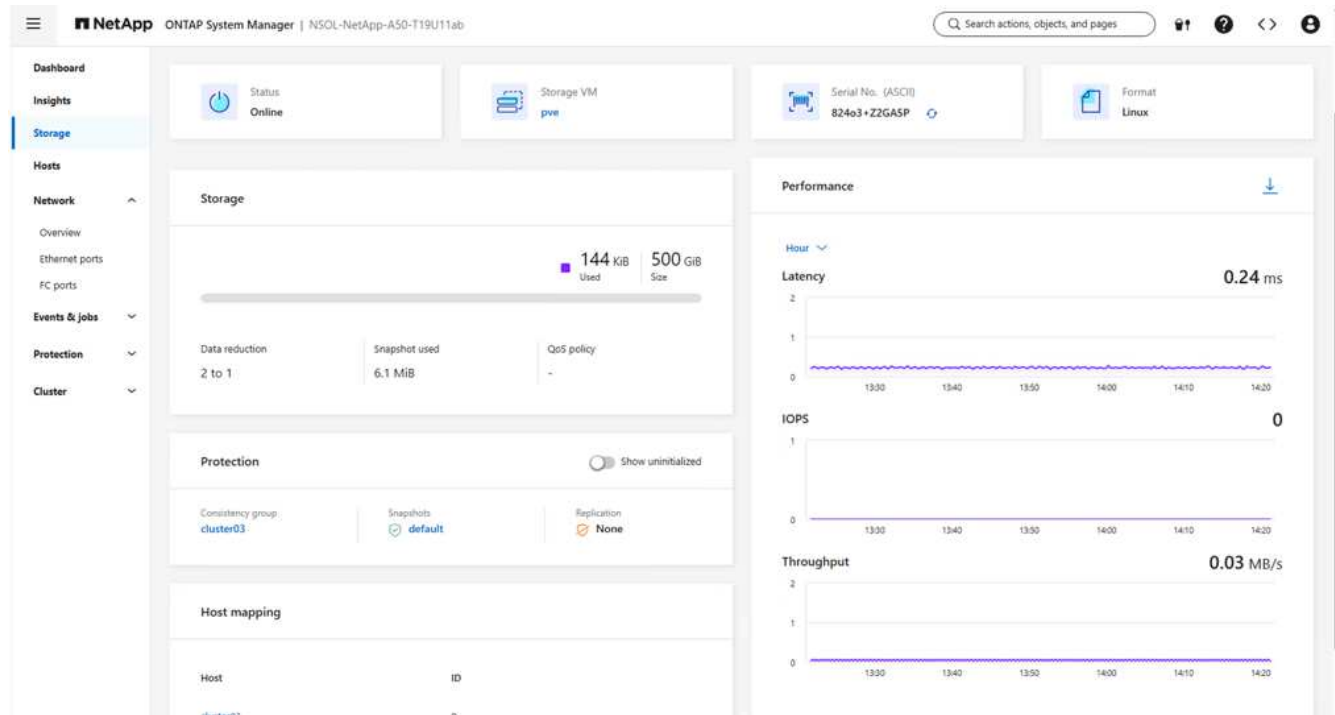 NetApp ONTAP System Manager | NSOL-NetApp-A50-T19U11ab
Search actions, objects, and pages
Dashboard
Insights
Storage
Hosts
Network
Overview
Ethernet ports
FC ports
Events & jobs
Protection
Cluster
Status
Online
Storage VM
pve
Serial No. (ASCII)
824o3+Z2GA5P
Format
Linux
Storage
144 KiB
Used
500 GiB
Size
Data reduction
2 to 1
Snapshot used
6.1 MiB
QoS policy
-
Protection
Show uninitialized
Consistency group
cluster03
Snapshots
default
Replication
None
Host mapping
Host ID
Performance
Hour
Latency 0.24 ms
2
1
0
13:30 13:40 13:50 14:00 14:10 14:20
IOPS 0
1
0
13:30 13:40 13:50 14:00 14:10 14:20
Throughput 0.03 MB/s
2
1
0
13:30 13:40 13:50 14:00 14:10 14:20